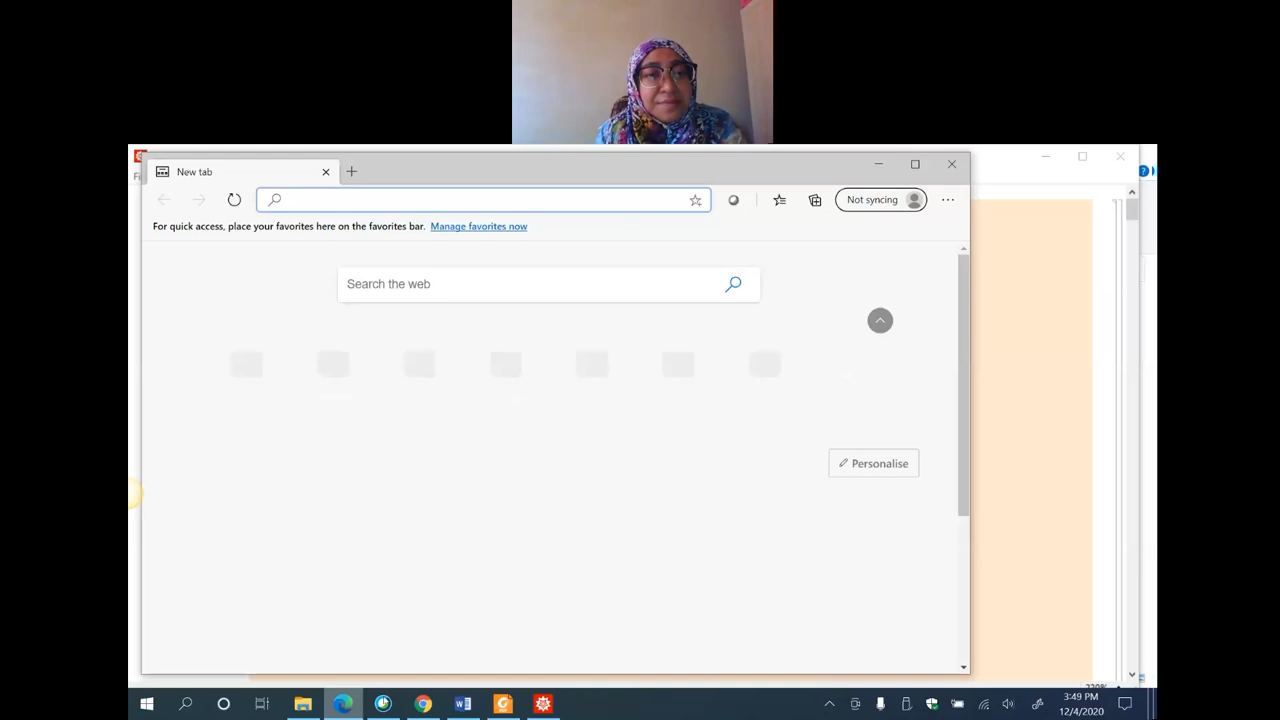 New tab
Not syncing
For quick access, place your favorites here on the favorites bar. Manage favorites now
Search the web
Personalise
3:49 PM
12/4/2020